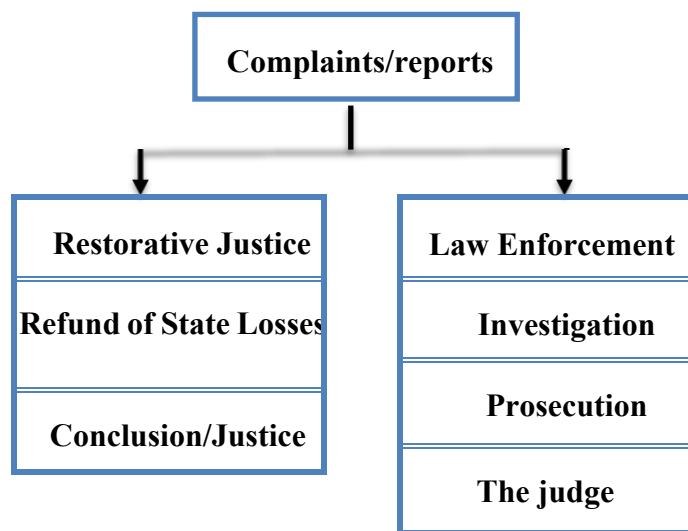 Complaints/reports
Restorative Justice
Refund of State Losses
Conclusion/Justice
Law Enforcement
Investigation
Prosecution
The judge